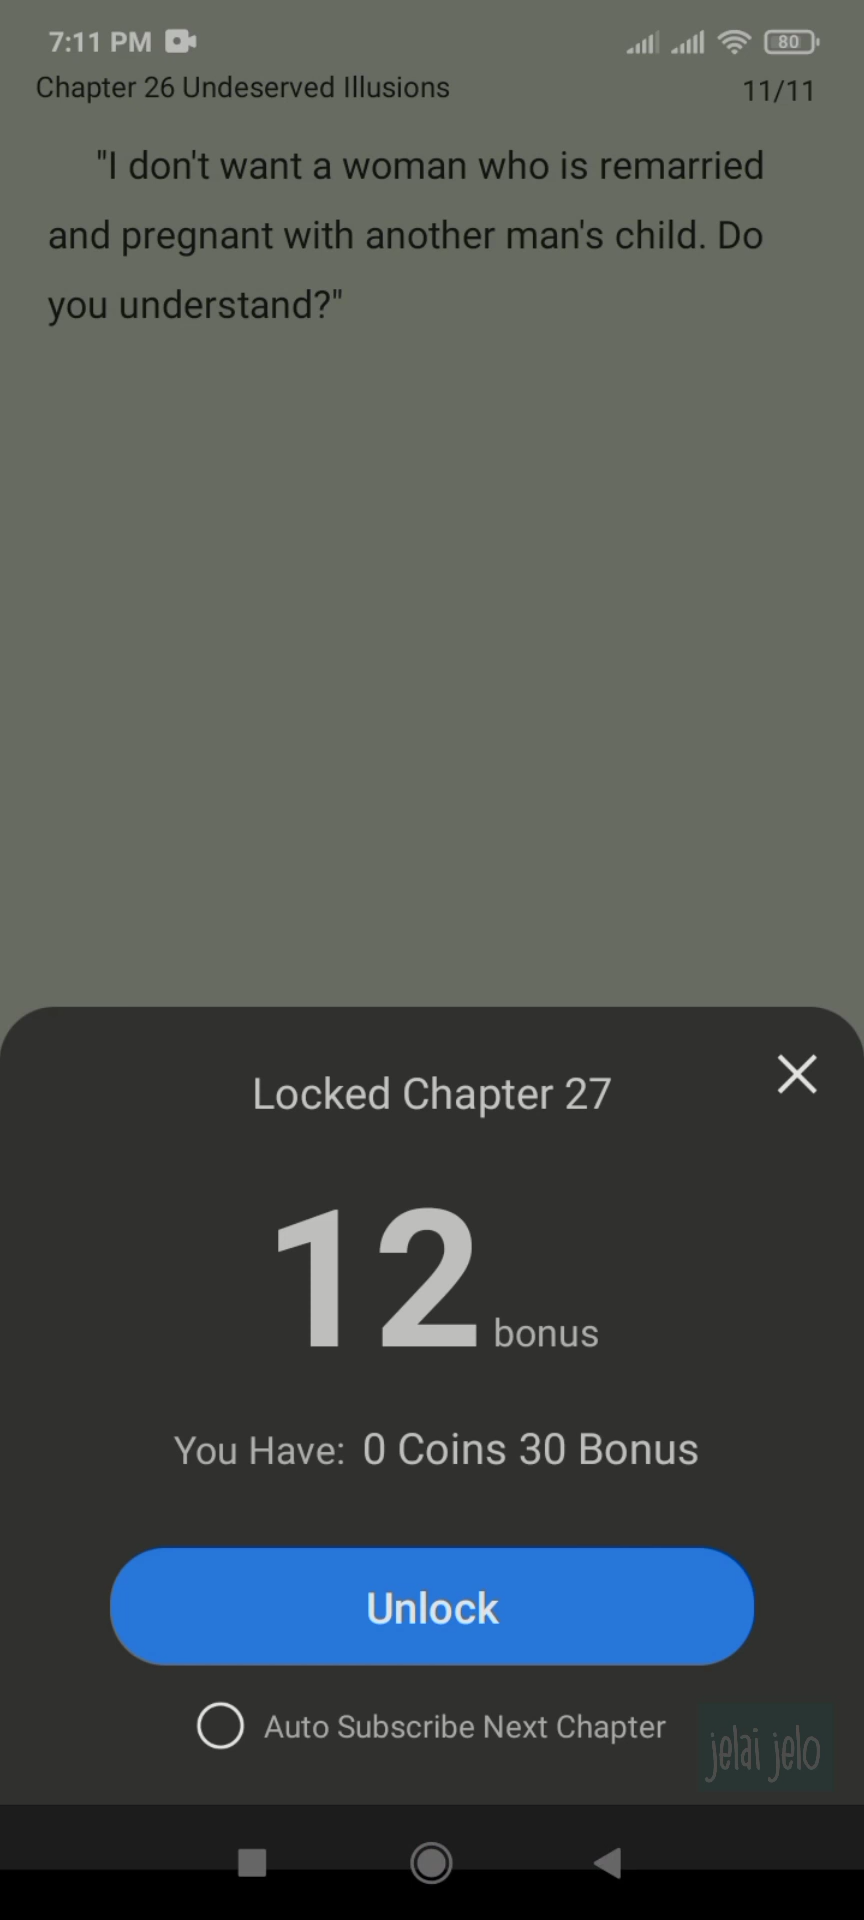 7:11 PM 80
Chapter 26 Undeserved Illusions 11/11
"I don't want a woman who is remarried
and pregnant with another man's child. Do
you understand?"
Locked Chapter 27
12 bonus
You Have: 0 Coins 30 Bonus
Unlock
Auto Subscribe Next Chapter
jelai jelo